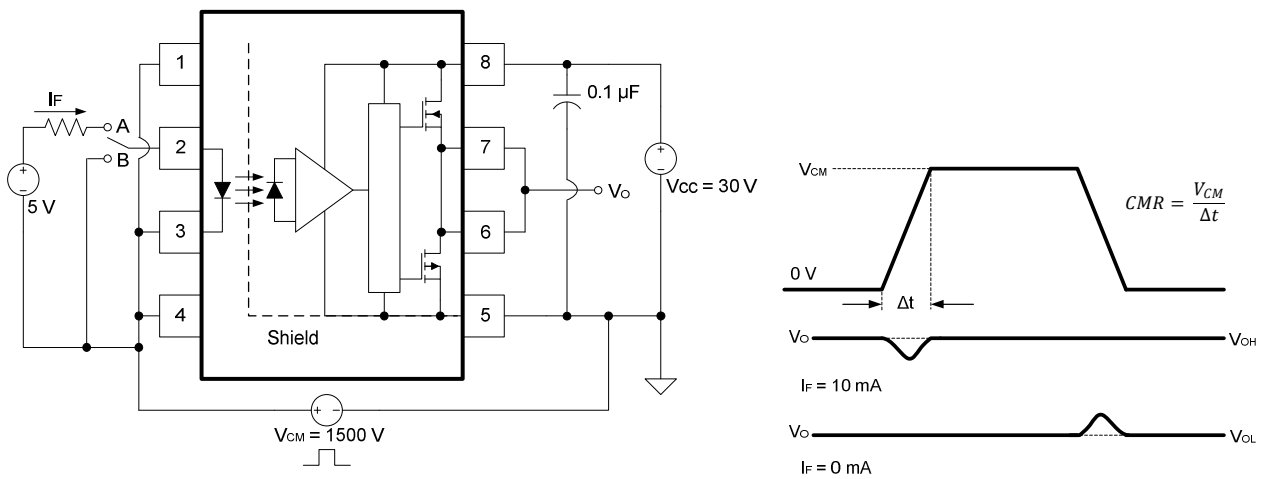 1
8
IF
0.1 µF
A
2
7
B
+
−
5 V
+
−
VCC = 30 V
VO
3
6
4
5
Shield
+ −
VCM = 1500 V
VCM
CMR = VCM / Δt
0 V
Δt
VO
VOH
IF = 10 mA
VO
VOL
IF = 0 mA